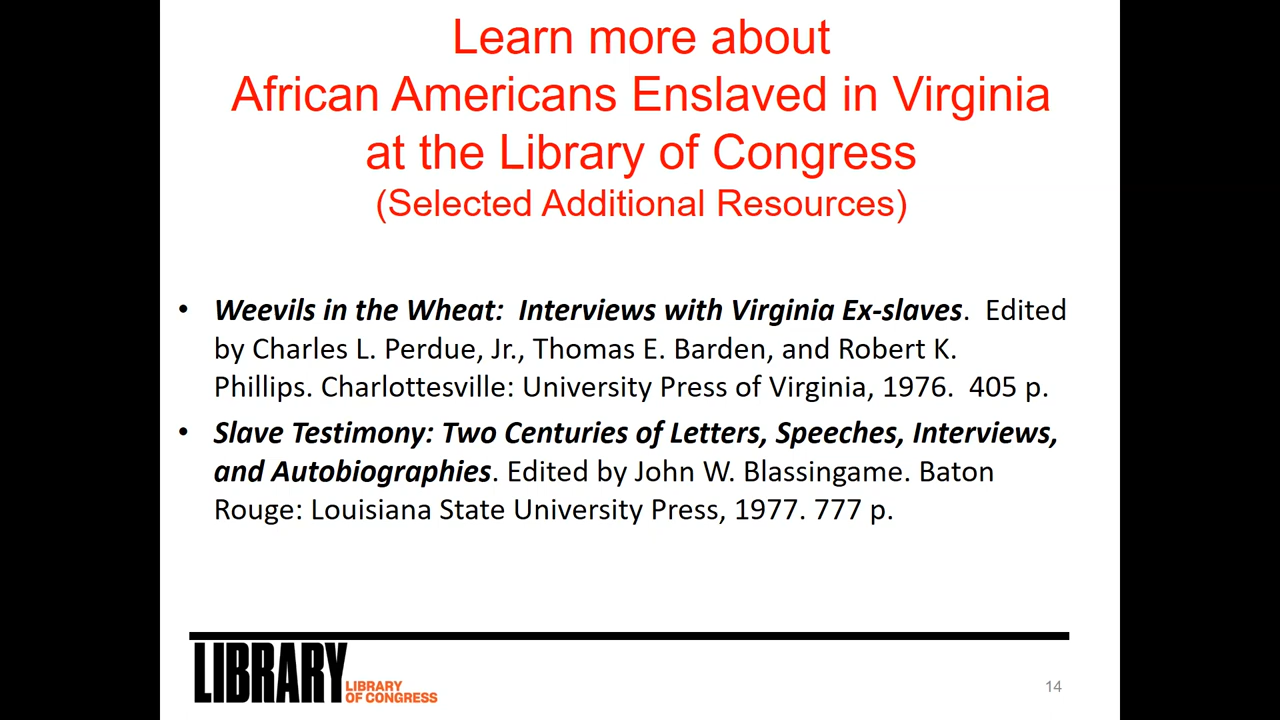 Learn more about
African Americans Enslaved in Virginia
at the Library of Congress
(Selected Additional Resources)
• Weevils in the Wheat:  Interviews with Virginia Ex-slaves.  Edited
by Charles L. Perdue, Jr., Thomas E. Barden, and Robert K.
Phillips. Charlottesville: University Press of Virginia, 1976.  405 p.
• Slave Testimony: Two Centuries of Letters, Speeches, Interviews,
and Autobiographies. Edited by John W. Blassingame. Baton
Rouge: Louisiana State University Press, 1977. 777 p.
LIBRARY
LIBRARY
OF CONGRESS
14